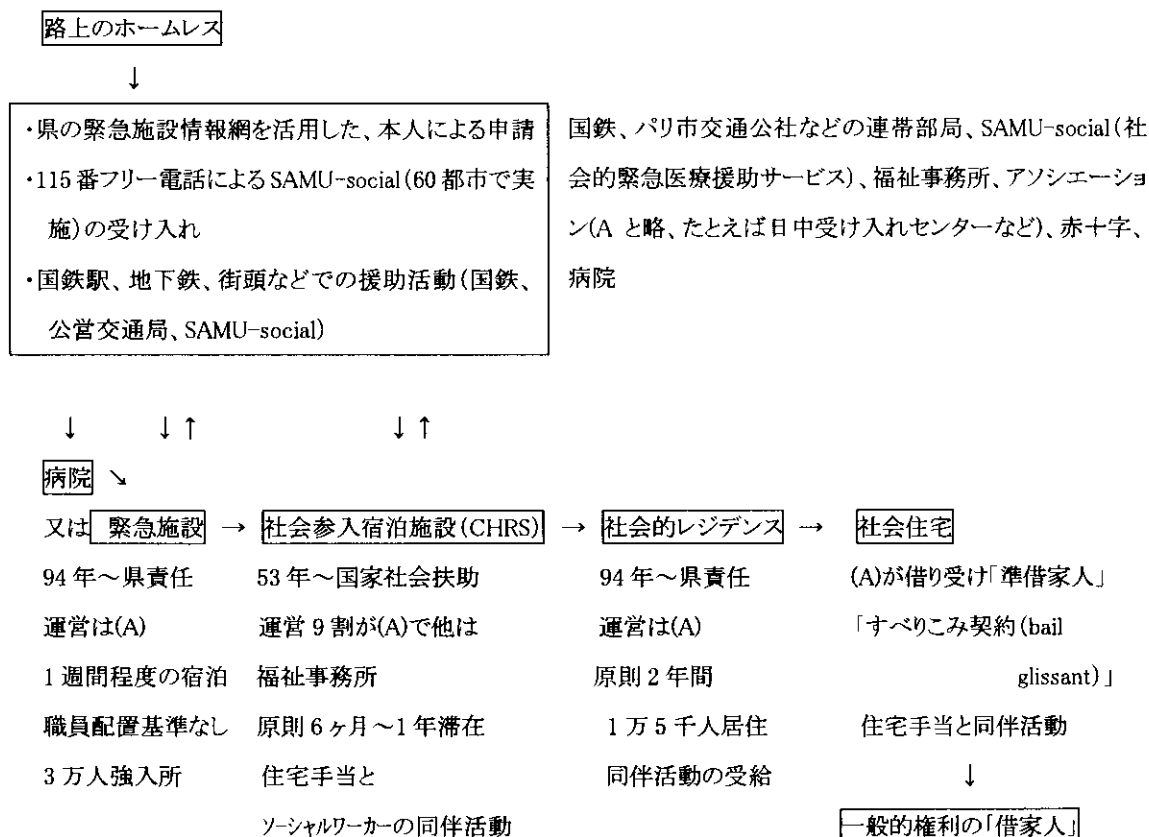 路上のホームレス
↓
・県の緊急施設情報網を活用した、本人による申請
・115番フリー電話によるSAMU-social(60都市で実
施)の受け入れ
・国鉄駅、地下鉄、街頭などでの援助活動(国鉄、
公営交通局、SAMU-social)
国鉄、パリ市交通公社などの連帯部局、SAMU-social(社
会的緊急医療援助サービス)、福祉事務所、アソシエーショ
ン(Aと略、たとえば日中受け入れセンターなど)、赤十字、
病院
↓ ↓↑ ↓↑
病院 ↘
又は 緊急施設 → 社会参入宿泊施設(CHRS) → 社会的レジデンス → 社会住宅
94年～県責任 53年～国家社会扶助 94年～県責任 (A)が借り受け「準借家人」
運営は(A) 運営9割が(A)で他は 運営は(A) 「すべりこみ契約(bail
1週間程度の宿泊 福祉事務所 原則2年間 glissant)」
職員配置基準なし 原則6ヶ月～1年滞在 1万5千人居住 住宅手当と同伴活動
3万人強入所 住宅手当と 同伴活動の受給 ↓
ソーシャルワーカーの同伴活動 一般的権利の「借家人」